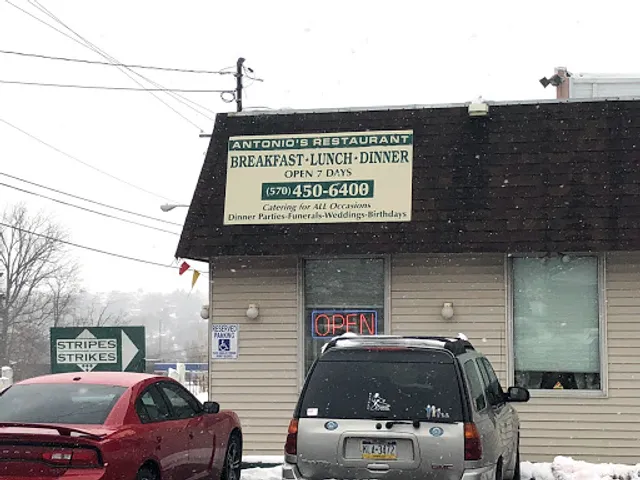 ANTONIO'S RESTAURANT
BREAKFAST·LUNCH·DINNER
OPEN 7 DAYS
(570) 450-6400
Catering for ALL Occasions
Dinner Parties-Funerals-Weddings-Birthdays
OPEN
RESERVED
PARKING
STRIPES
STRIKES